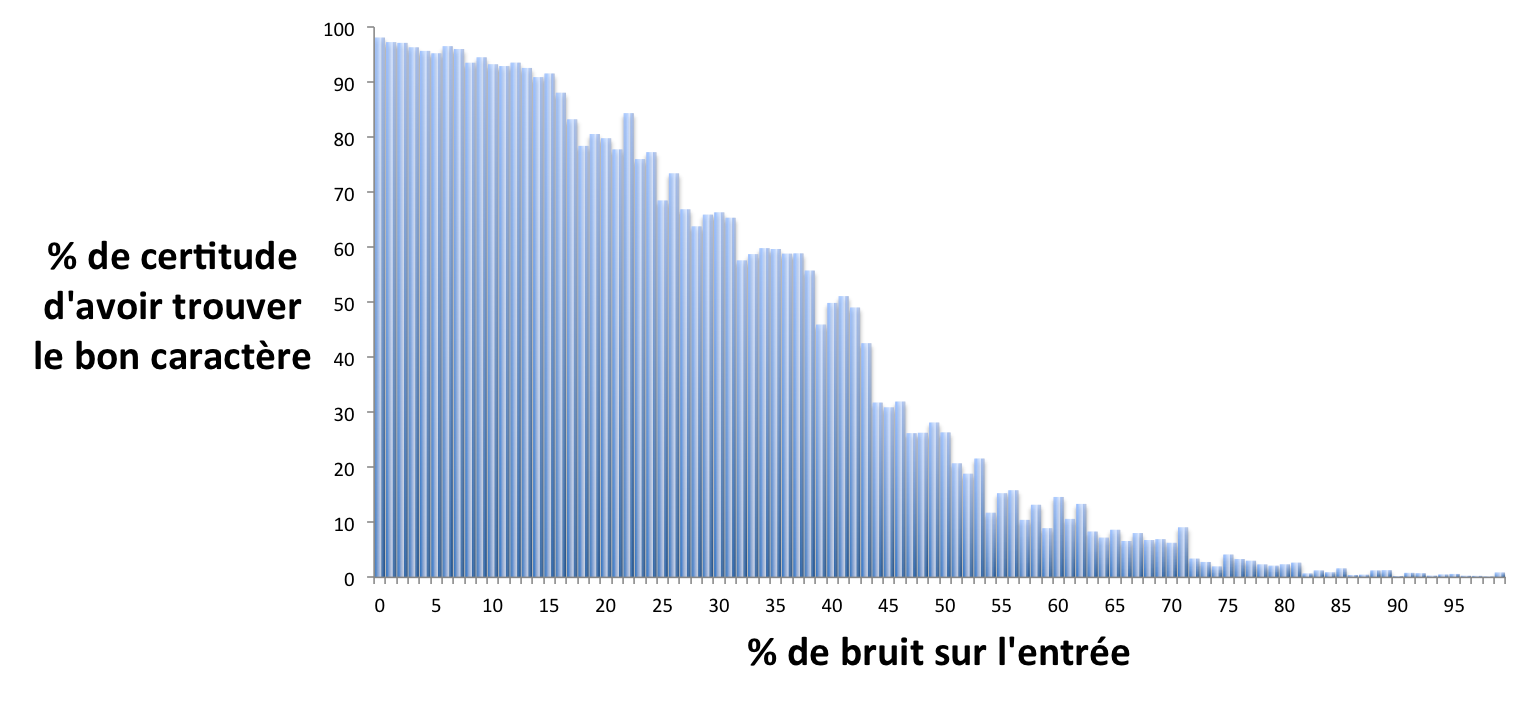 100
90
80
70
60
50
40
30
20
10
0
% de certitude
d'avoir trouver
le bon caractère
0 5 10 15 20 25 30 35 40 45 50 55 60 65 70 75 80 85 90 95
% de bruit sur l'entrée